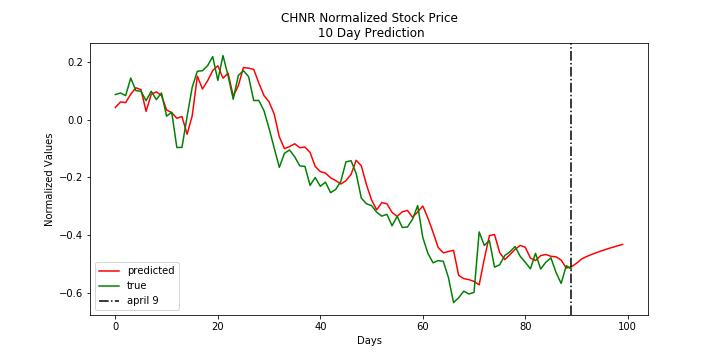 CHNR Normalized Stock Price
10 Day Prediction
Normalized Values
0.2
0.0
−0.2
−0.4
−0.6
predicted
true
april 9
0 20 40 60 80 100
Days